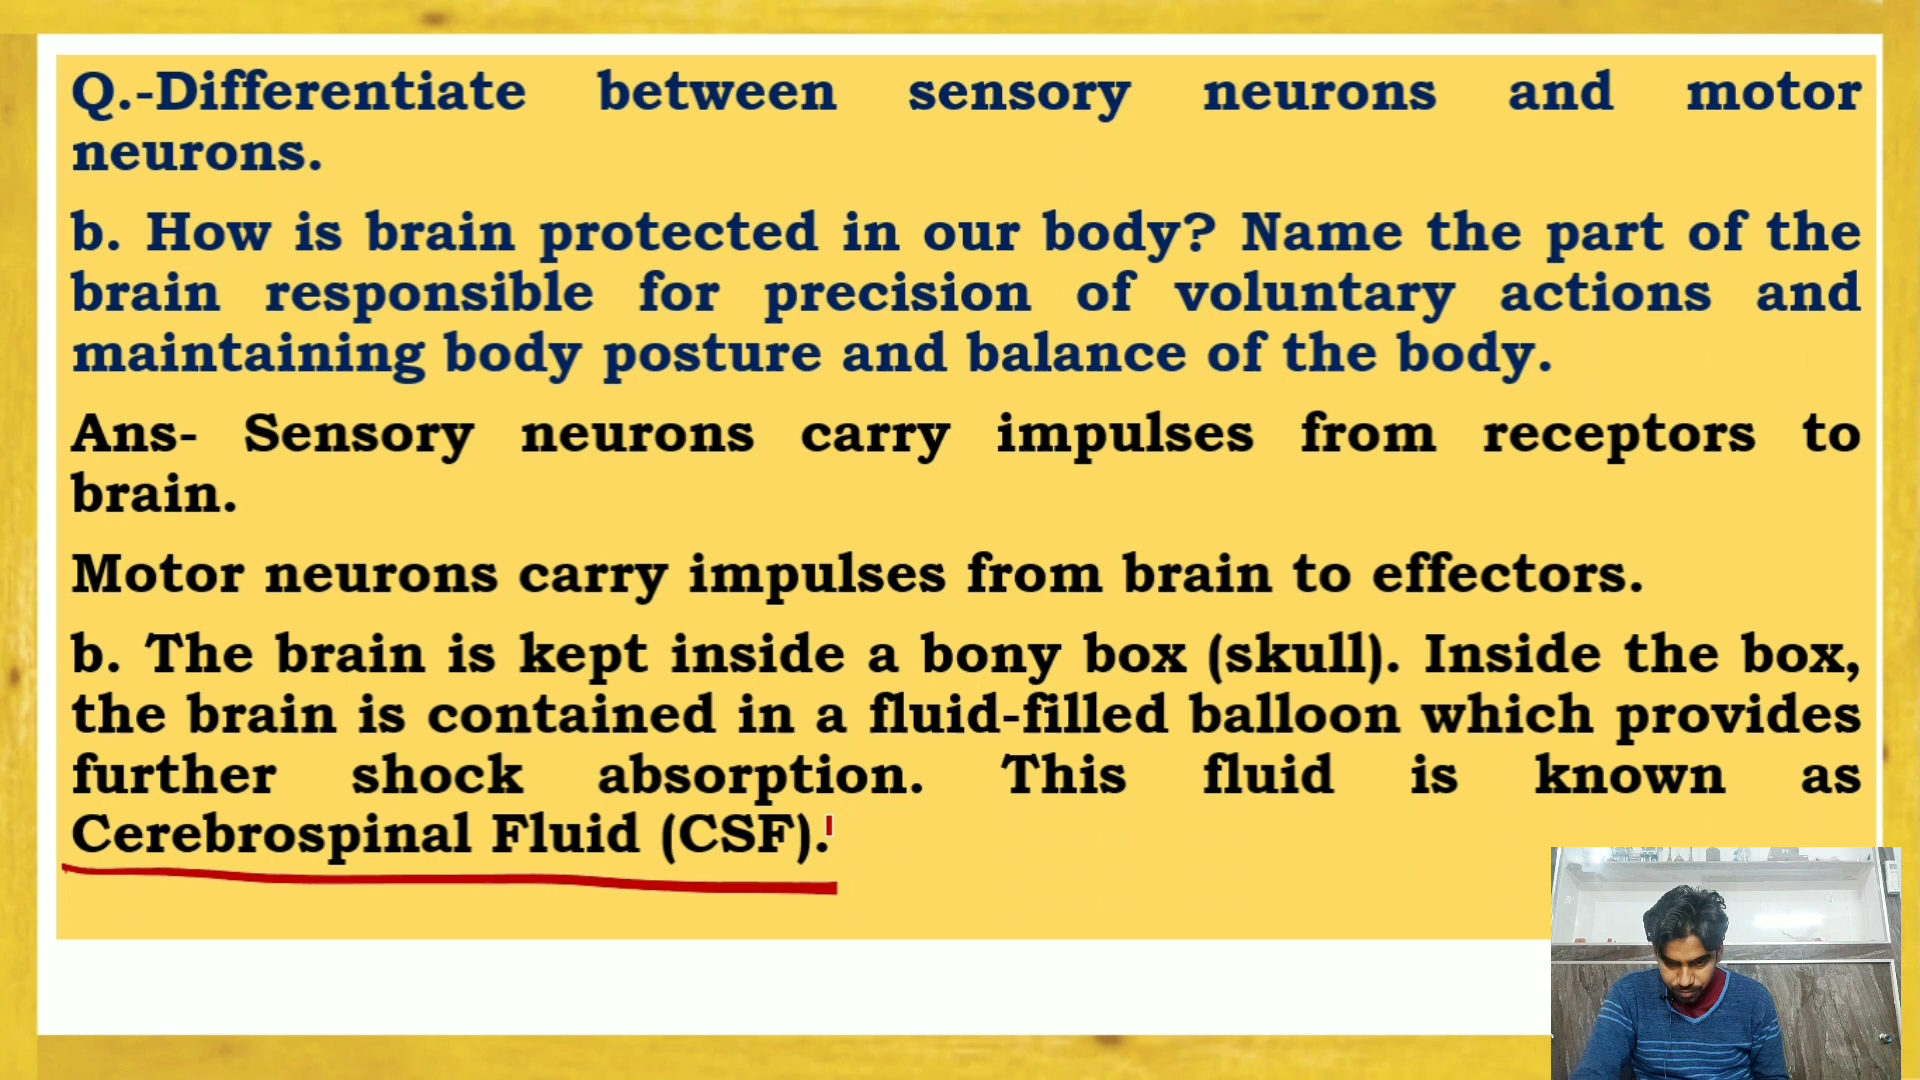 Q.-Differentiate between sensory neurons and motor
neurons.
b. How is brain protected in our body? Name the part of the
brain responsible for precision of voluntary actions and
maintaining body posture and balance of the body.
Ans- Sensory neurons carry impulses from receptors to
brain.
Motor neurons carry impulses from brain to effectors.
b. The brain is kept inside a bony box (skull). Inside the box,
the brain is contained in a fluid-filled balloon which provides
further shock absorption. This fluid is known as
Cerebrospinal Fluid (CSF).